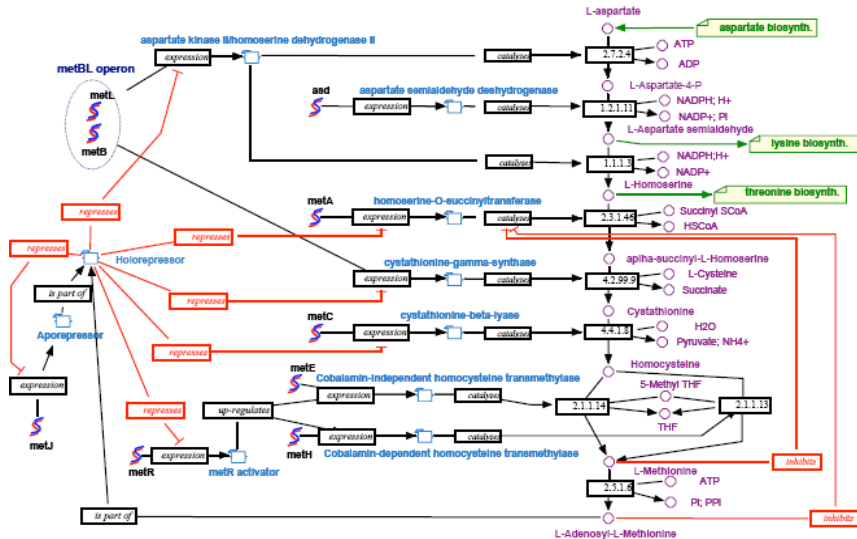 L-aspartate
aspartate biosynth.
aspartate kinase II/homoserine dehydrogenase II
ATP
expression
catalyses
2.7.2.4
metBL operon
ADP
metL
L-Aspartate-4-P
asd
aspartate semialdehyde deshydrogenase
NADPH; H+
expression
catalyses
1.2.1.11
NADP+; PI
metB
L-Aspartate semialdehyde
lysine biosynth.
NADPH;H+
catalyses
1.1.1.3
NADP+
L-Homoserine
threonine biosynth.
metA
homoserine-O-succinyltransferase
represses
expression
catalyses
2.3.1.46
Succinyl SCoA
HSCoA
represses
represses
Holorepressor
alpha-succinyl-L-Homoserine
cystathionine-gamma-synthase
L-Cysteine
expression
catalyses
4.2.99.9
Succinate
is part of
represses
Cystathionine
Aporepressor
metC
cystathionine-beta-lyase
H2O
expression
catalyses
4.4.1.8
Pyruvate; NH4+
represses
Homocysteine
metE
Cobalamin-independent homocysteine transmethylase
5-Methyl THF
expression
expression
catalyses
2.1.1.14
2.1.1.13
represses
up-regulates
THF
metJ
expression
catalyses
metR
expression
metH
Cobalamin-dependent homocysteine transmethylase
metR activator
inhibits
L-Methionine
ATP
2.5.1.6
PI; PPI
is part of
inhibits
L-Adenosyl-L-Methionine